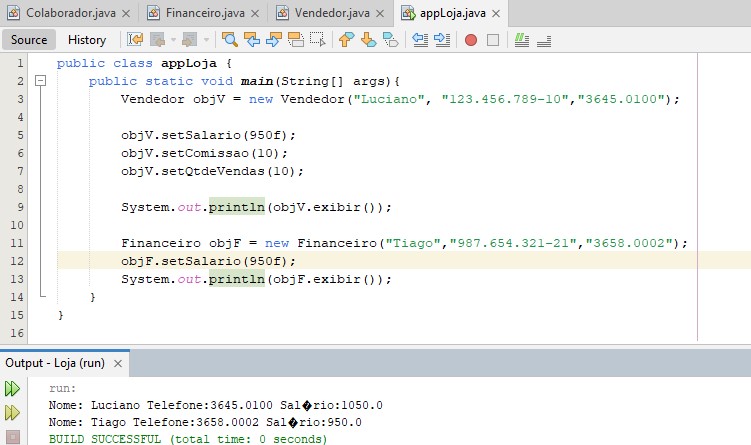 Colaborador.java × Financeiro.java × Vendedor.java × appLoja.java ×
Source History
1 public class appLoja {
2 public static void main(String[] args){
3 Vendedor objV = new Vendedor("Luciano", "123.456.789-10","3645.0100");
4
5 objV.setSalario(950f);
6 objV.setComissao(10);
7 objV.setQtdeVendas(10);
8
9 System.out.println(objV.exibir());
10
11 Financeiro objF = new Financeiro("Tiago","987.654.321-21","3658.0002");
12 objF.setSalario(950f);
13 System.out.println(objF.exibir());
14 }
15 }
16
Output - Loja (run) ×
run:
Nome: Luciano Telefone:3645.0100 Sal�rio:1050.0
Nome: Tiago Telefone:3658.0002 Sal�rio:950.0
BUILD SUCCESSFUL (total time: 0 seconds)